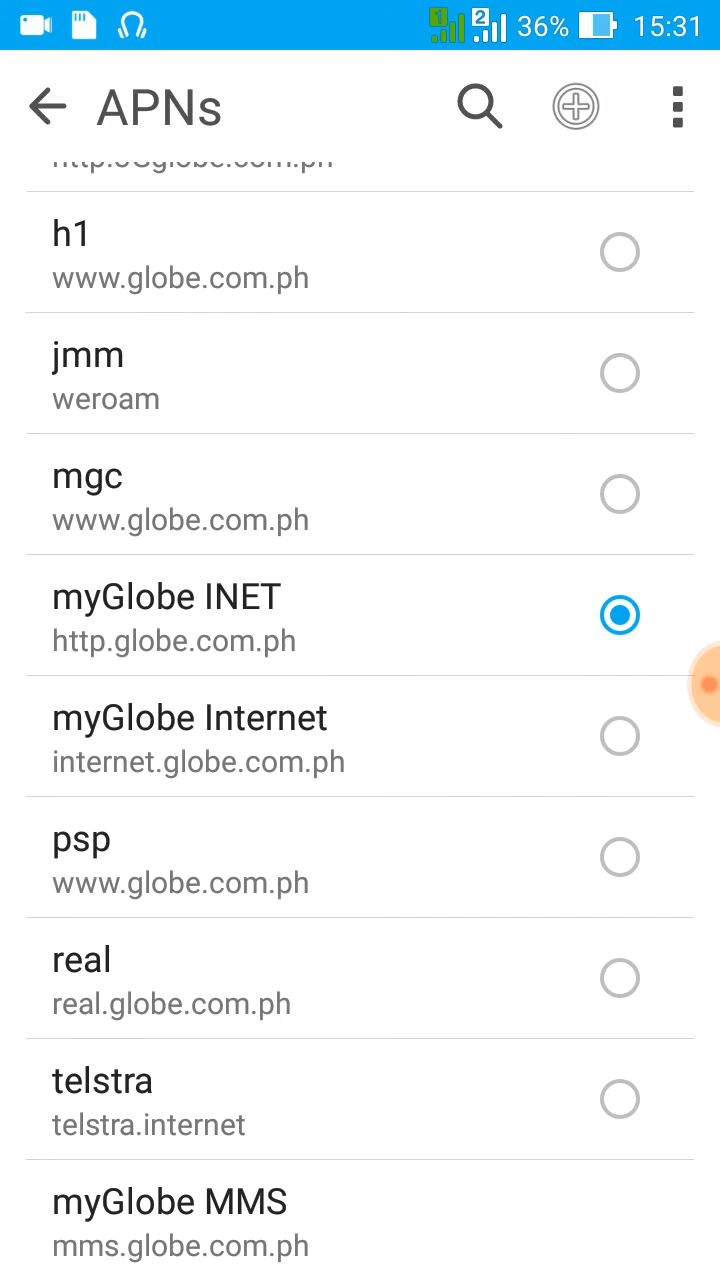 1 2 36% 15:31
APNs
h1
www.globe.com.ph
jmm
weroam
mgc
www.globe.com.ph
myGlobe INET
http.globe.com.ph
myGlobe Internet
internet.globe.com.ph
psp
www.globe.com.ph
real
real.globe.com.ph
telstra
telstra.internet
myGlobe MMS
mms.globe.com.ph